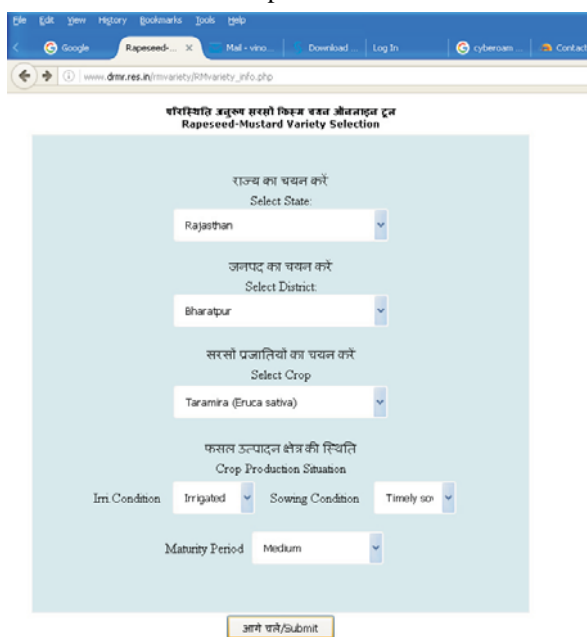 File Edit View History Bookmarks Tools Help
Google Rapeseed-... × Mail - vino... Download ... Log In cyberoam ... Contact
www.drmr.res.in/rmvariety/RMvariety_info.php
परिस्थिति अनुरूप सरसों किस्म चयन ऑनलाइन टूल
Rapeseed-Mustard Variety Selection
राज्य का चयन करें
Select State:
Rajasthan
जनपद का चयन करें
Select District:
Bharatpur
सरसों प्रजातियों का चयन करें
Select Crop
Taramira (Eruca sativa)
फसल उत्पादन क्षेत्र की स्थिति
Crop Production Situation
Irri Condition Irrigated Sowing Condition Timely sov
Maturity Period Medium
आगे चले/Submit